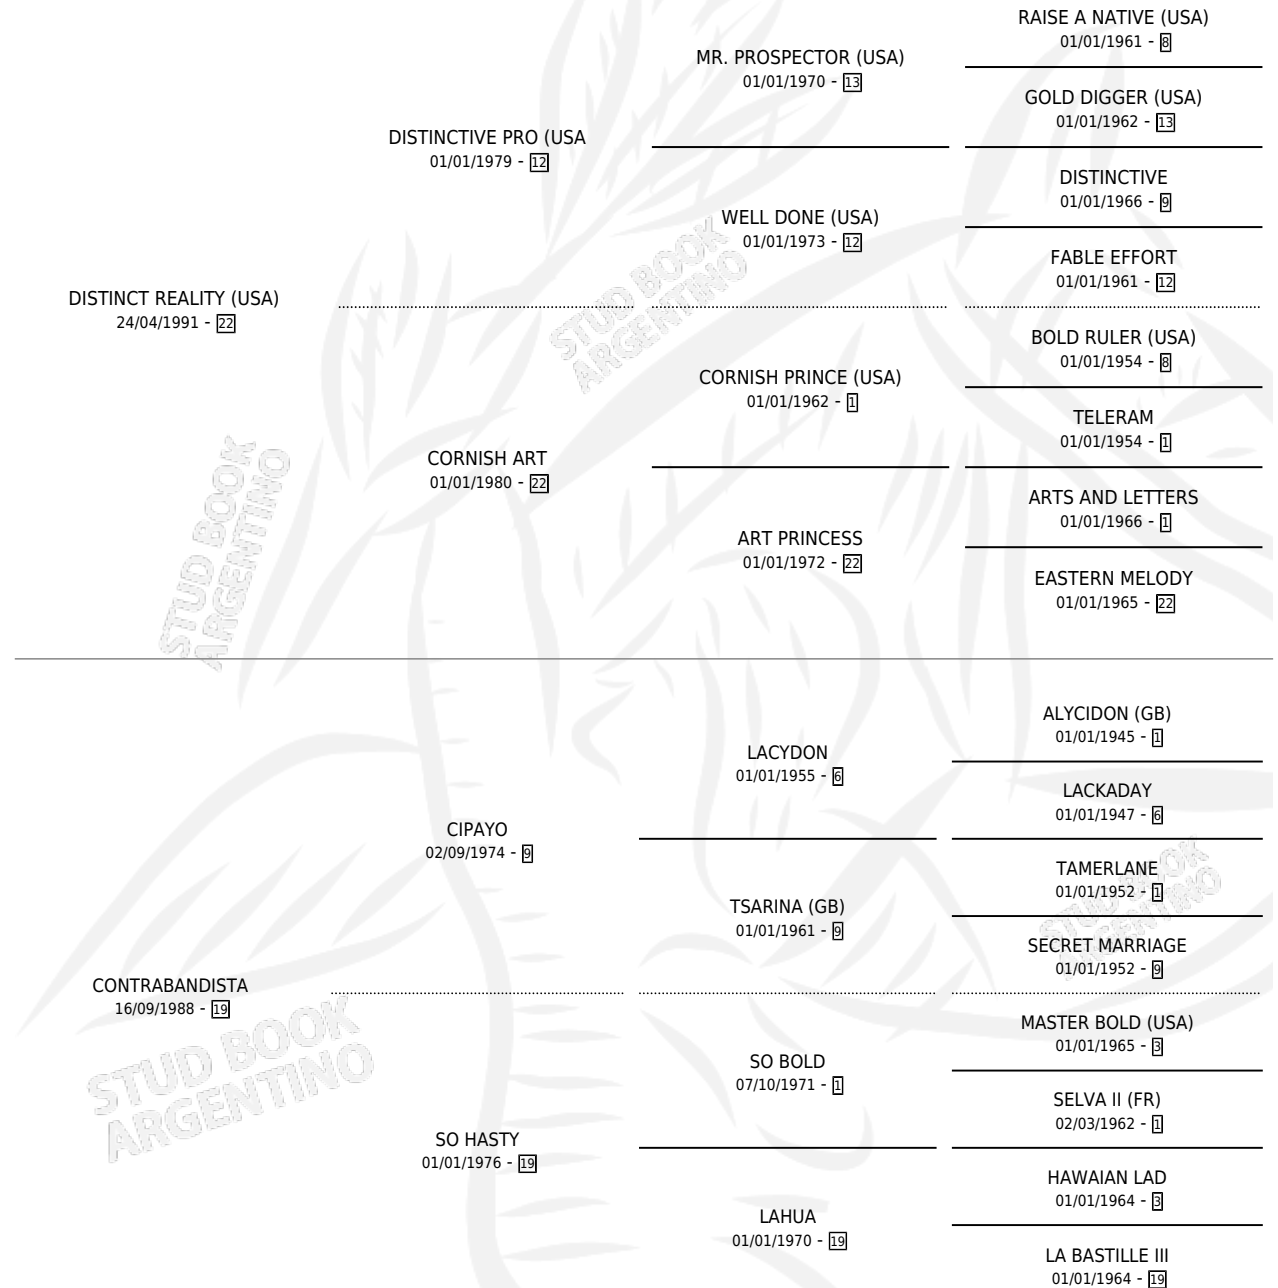 RAISE A NATIVE (USA)
01/01/1961 - 8
MR. PROSPECTOR (USA)
01/01/1970 - 13
GOLD DIGGER (USA)
01/01/1962 - 13
DISTINCTIVE PRO (USA
01/01/1979 - 12
DISTINCTIVE
01/01/1966 - 9
WELL DONE (USA)
01/01/1973 - 12
FABLE EFFORT
01/01/1961 - 12
DISTINCT REALITY (USA)
24/04/1991 - 22
STUD BOOK
ARGENTINO
BOLD RULER (USA)
01/01/1954 - 8
CORNISH PRINCE (USA)
01/01/1962 - 1
TELERAM
01/01/1954 - 1
CORNISH ART
01/01/1980 - 22
ARTS AND LETTERS
01/01/1966 - 1
ART PRINCESS
01/01/1972 - 22
EASTERN MELODY
01/01/1965 - 22
STUD BOOK
ARGENTINO
ALYCIDON (GB)
01/01/1945 - 1
LACYDON
01/01/1955 - 6
LACKADAY
01/01/1947 - 6
CIPAYO
02/09/1974 - 9
TAMERLANE
01/01/1952 - 1
TSARINA (GB)
01/01/1961 - 9
SECRET MARRIAGE
01/01/1952 - 9
STUD BOOK
ARGENTINO
CONTRABANDISTA
16/09/1988 - 19
MASTER BOLD (USA)
01/01/1965 - 3
SO BOLD
07/10/1971 - 1
SELVA II (FR)
02/03/1962 - 1
STUD BOOK
ARGENTINO
SO HASTY
01/01/1976 - 19
HAWAIAN LAD
01/01/1964 - 3
LAHUA
01/01/1970 - 19
LA BASTILLE III
01/01/1964 - 19